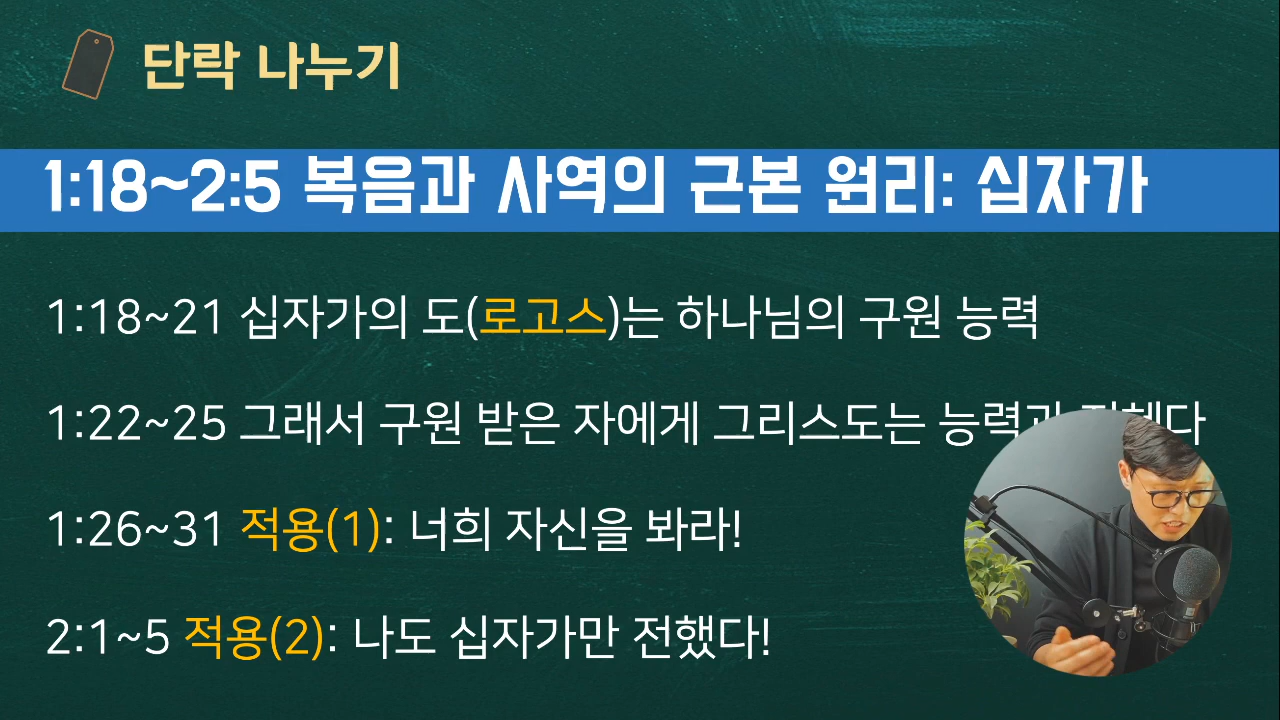 단락 나누기
1:18~2:5 복음과 사역의 근본 원리: 십자가
1:18~21 십자가의 도(로고스)는 하나님의 구원 능력
1:22~25 그래서 구원 받은 자에게 그리스도는 능력과
1:26~31 적용(1): 너희 자신을 봐라!
2:1~5 적용(2): 나도 십자가만 전했다!